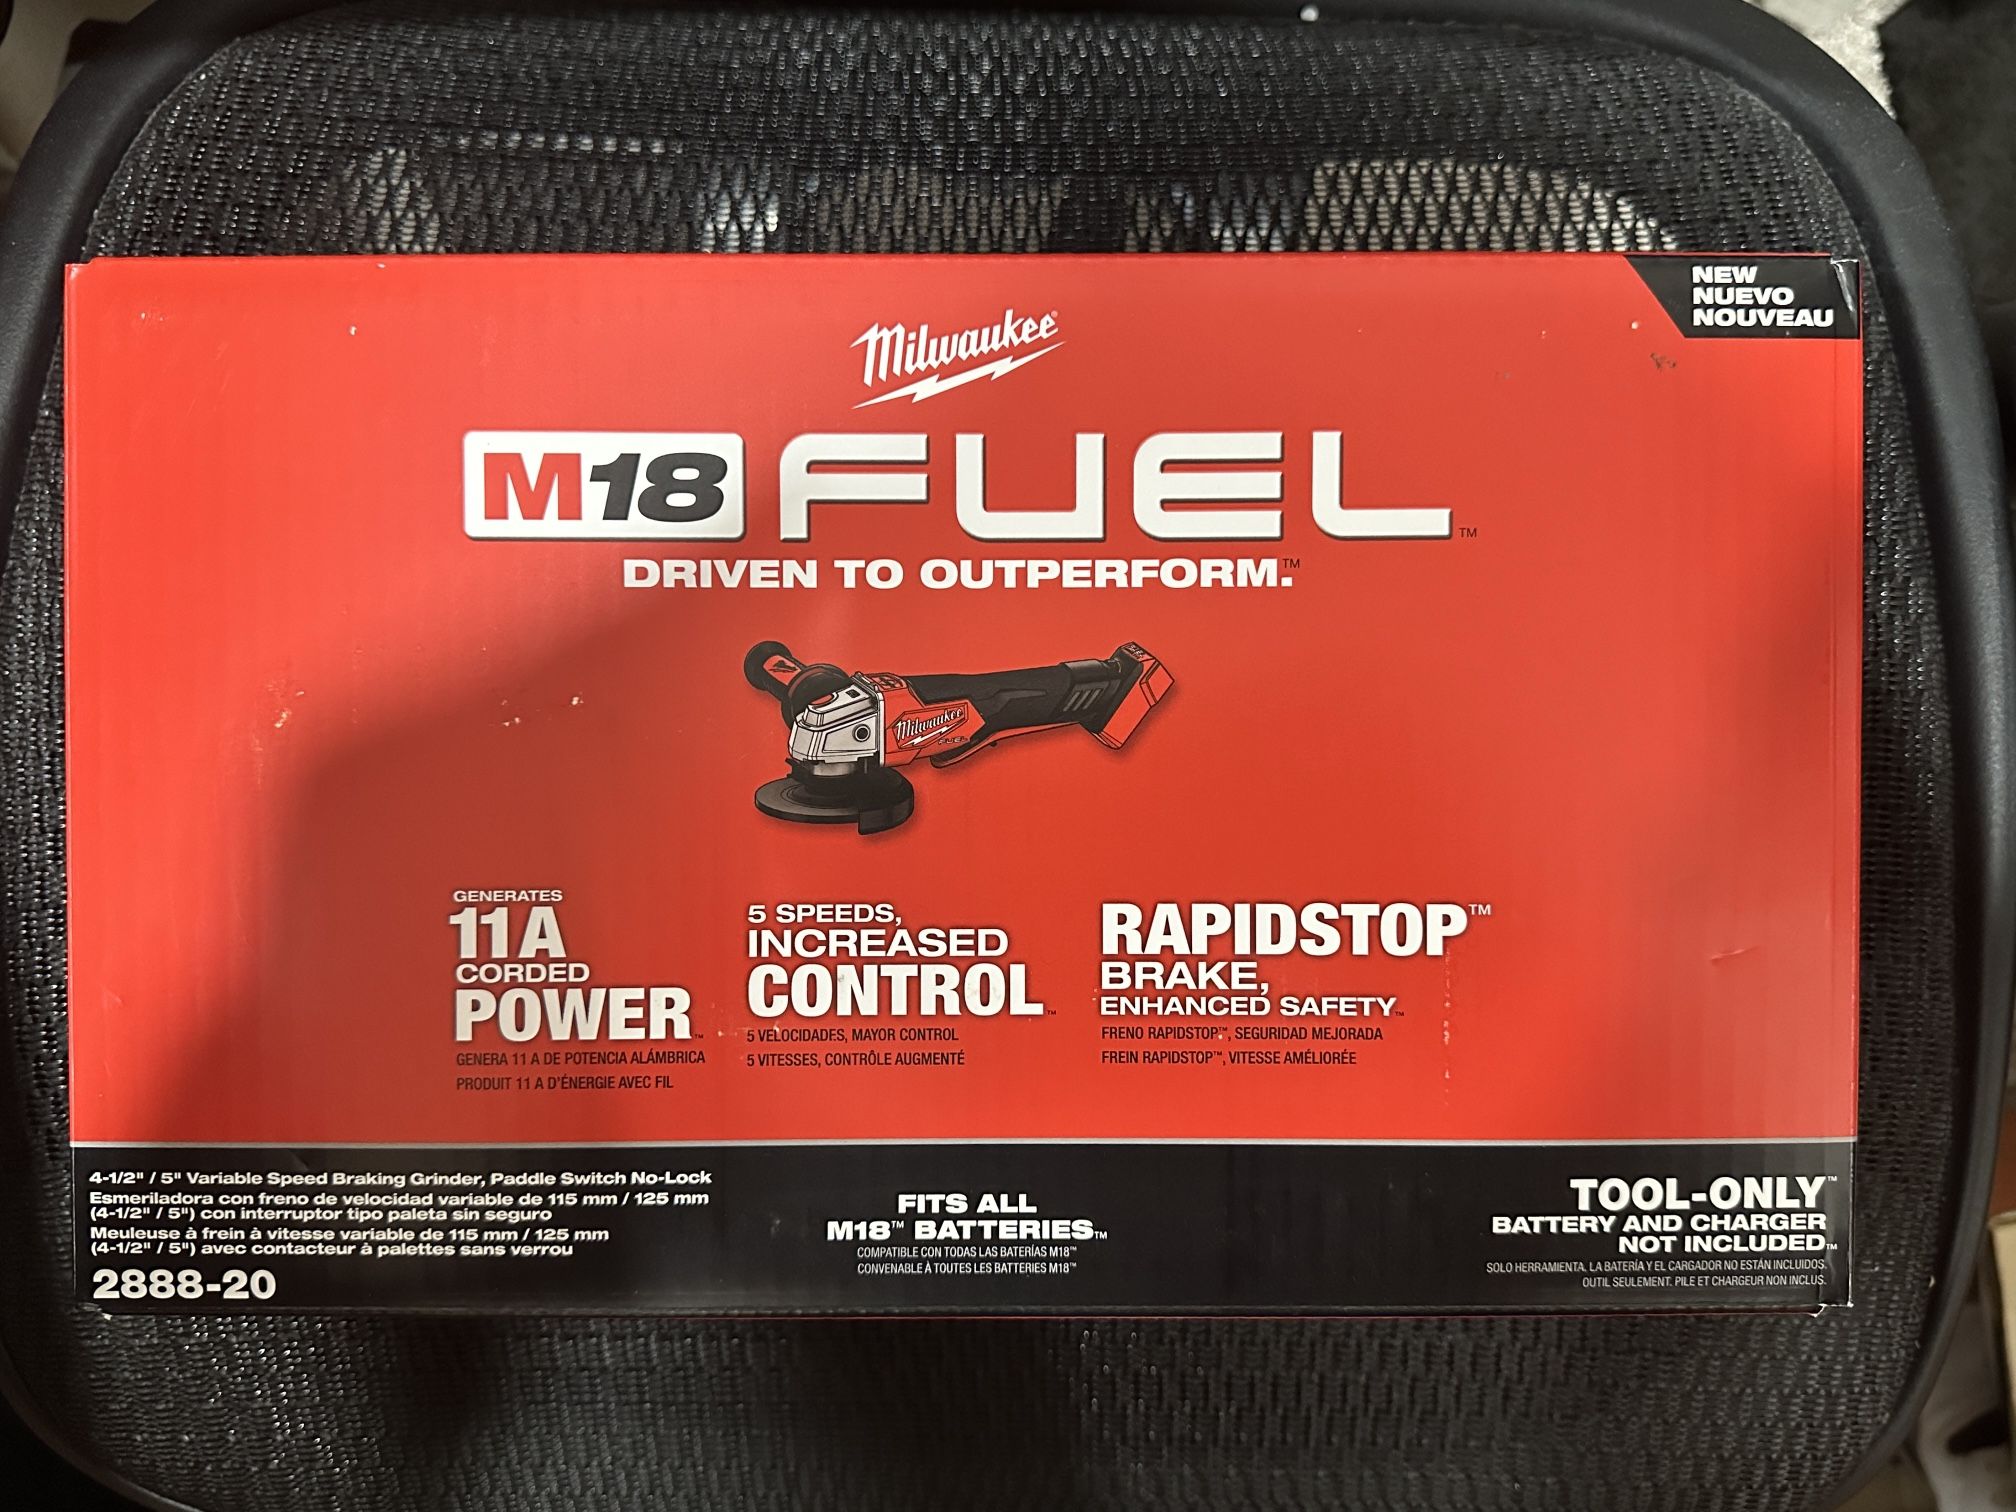 NEW
NUEVO
NOUVEAU
Milwaukee®
M18 FUEL™
DRIVEN TO OUTPERFORM.™
Milwaukee
FUEL
GENERATES
11A
CORDED
POWER™
GENERA 11 A DE POTENCIA ALÁMBRICA
PRODUIT 11 A D'ÉNERGIE AVEC FIL
5 SPEEDS,
INCREASED
CONTROL™
5 VELOCIDADES, MAYOR CONTROL
5 VITESSES, CONTRÔLE AUGMENTÉ
RAPIDSTOP™
BRAKE,
ENHANCED SAFETY™
FRENO RAPIDSTOP™, SEGURIDAD MEJORADA
FREIN RAPIDSTOP™, VITESSE AMÉLIORÉE
4-1/2" / 5" Variable Speed Braking Grinder, Paddle Switch No-Lock
Esmeriladora con freno de velocidad variable de 115 mm / 125 mm
(4-1/2" / 5") con interruptor tipo paleta sin seguro
Meuleuse à frein à vitesse variable de 115 mm / 125 mm
(4-1/2" / 5") avec contacteur à palettes sans verrou
2888-20
FITS ALL
M18™ BATTERIES™
COMPATIBLE CON TODAS LAS BATERÍAS M18™
CONVENABLE À TOUTES LES BATTERIES M18™
TOOL-ONLY™
BATTERY AND CHARGER
NOT INCLUDED™
SOLO HERRAMIENTA. LA BATERÍA Y EL CARGADOR NO ESTÁN INCLUIDOS.
OUTIL SEULEMENT. PILE ET CHARGEUR NON INCLUS.